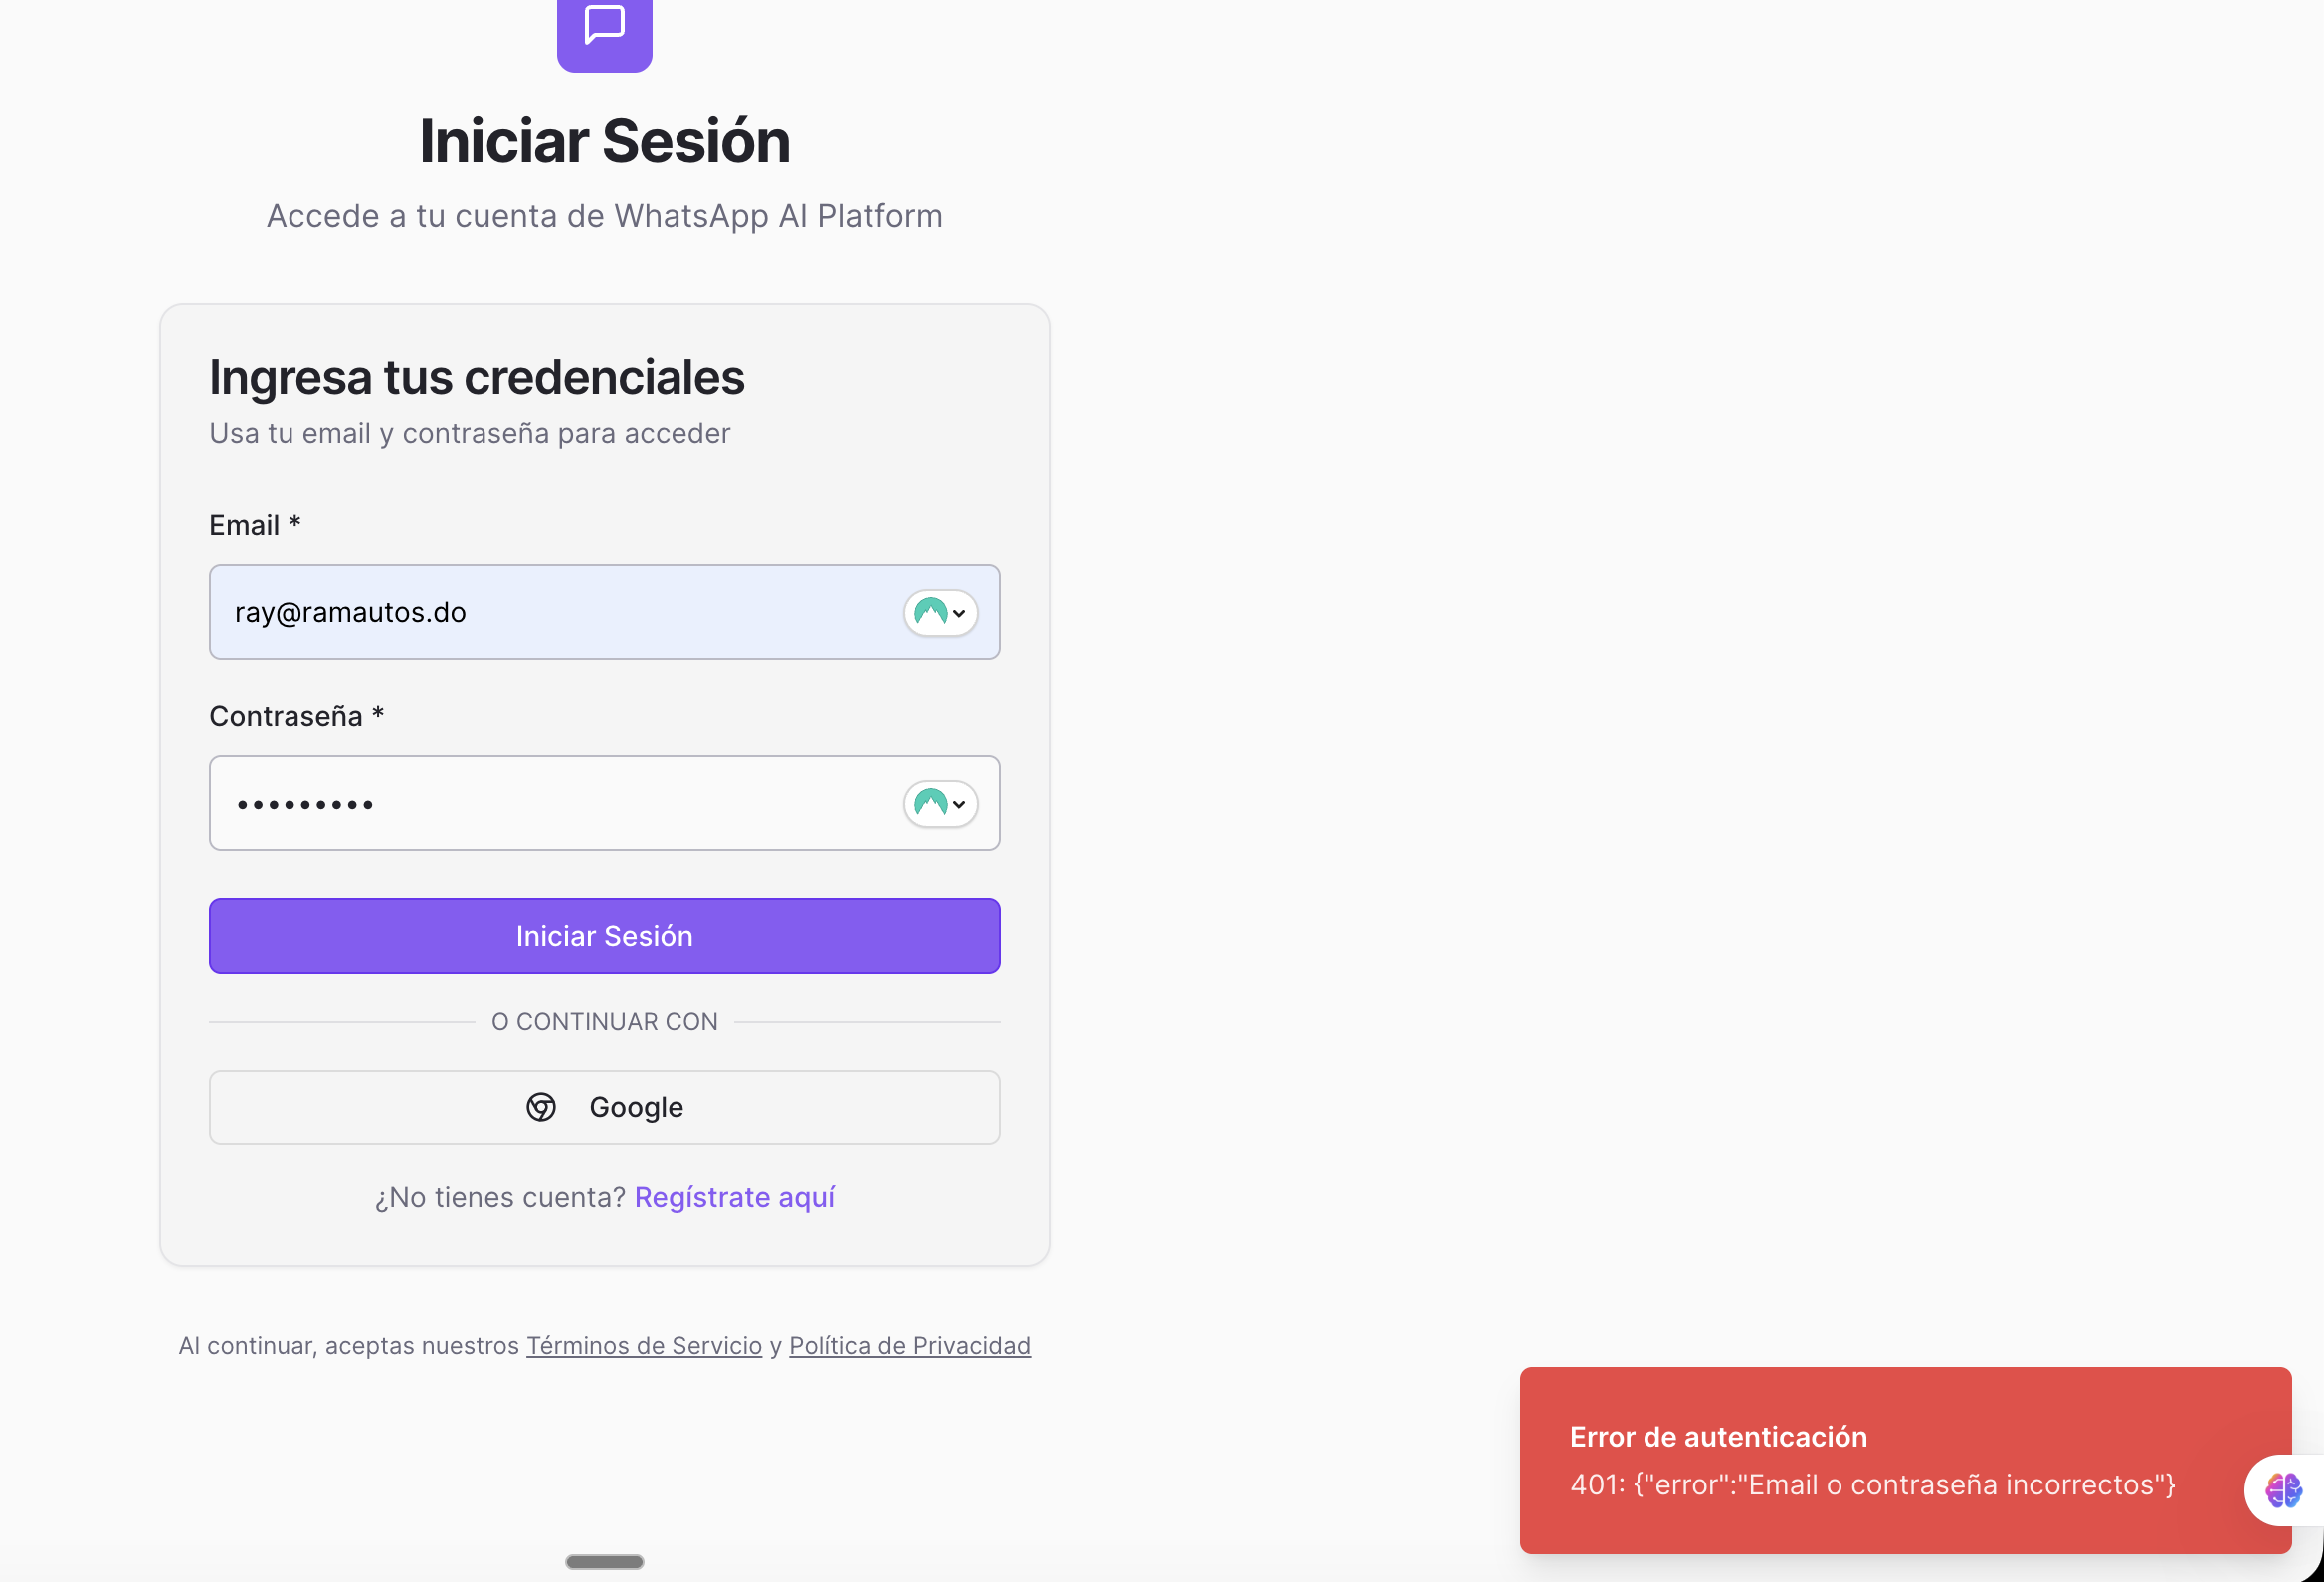 Iniciar Sesión
Accede a tu cuenta de WhatsApp AI Platform
Ingresa tus credenciales
Usa tu email y contraseña para acceder
Email *
ray@ramautos.do
Contraseña *
•••••••••
Iniciar Sesión
O CONTINUAR CON
Google
¿No tienes cuenta? Regístrate aquí
Al continuar, aceptas nuestros Términos de Servicio y Política de Privacidad
Error de autenticación
401: {"error":"Email o contraseña incorrectos"}